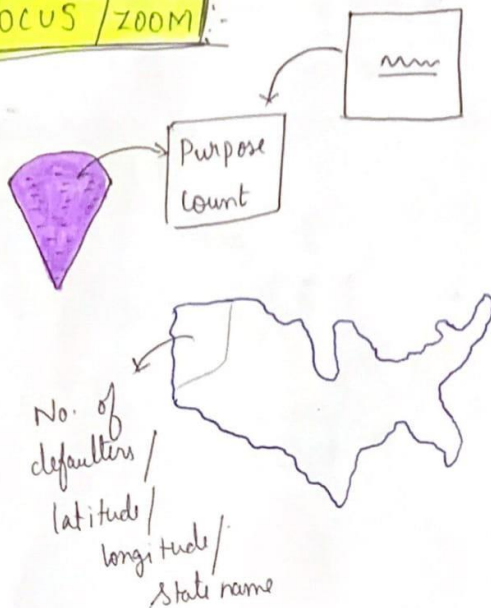 OCUS / ZOOM :-
Purpose
Count
No. of
defaulters /
latitude /
longitude /
State name